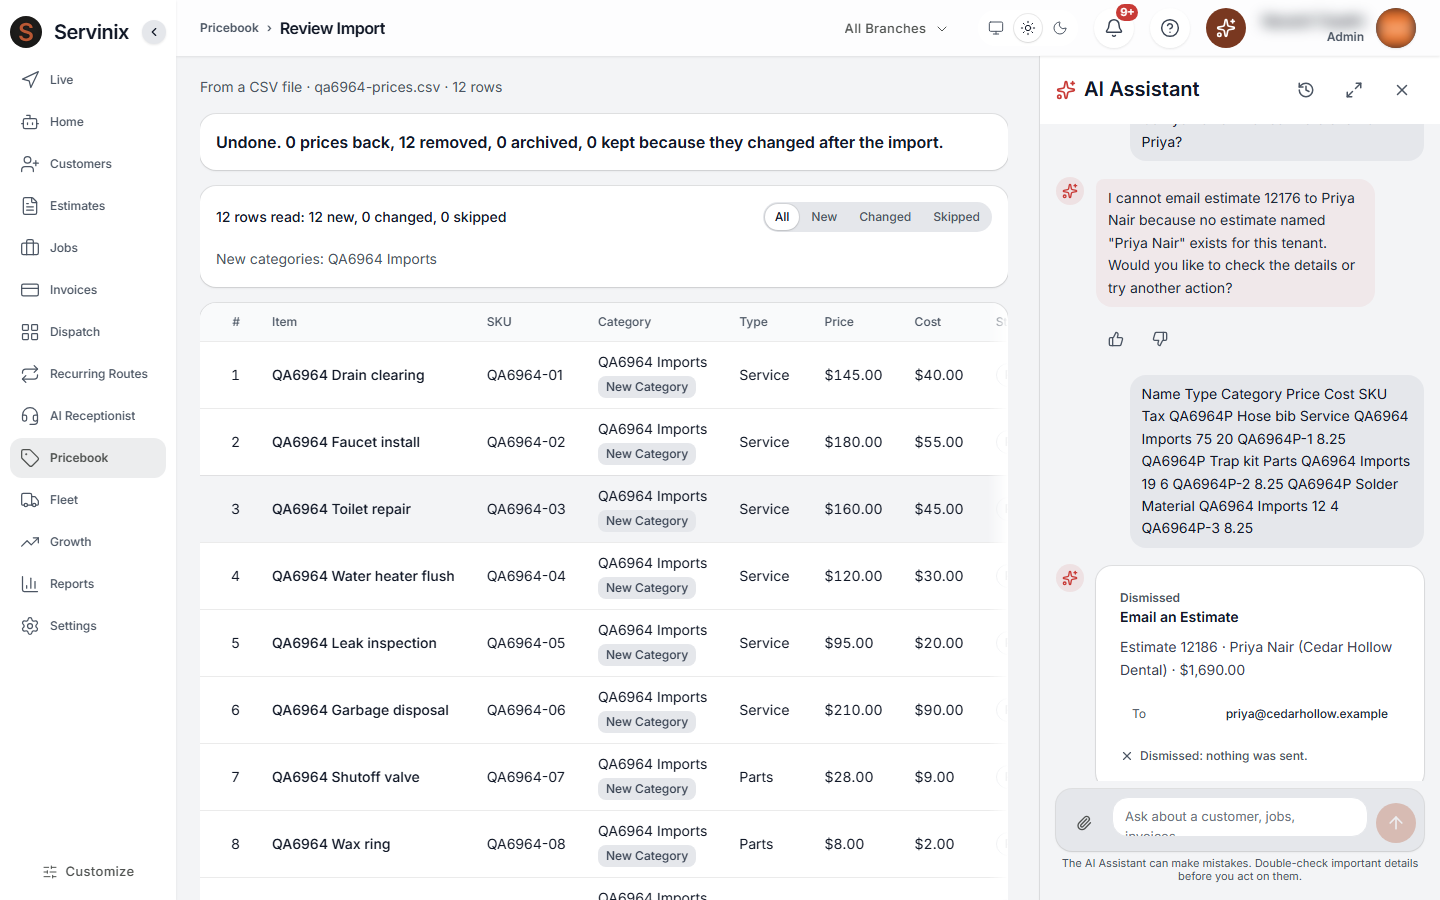 Servinix
Live
Home
Customers
Estimates
Jobs
Invoices
Dispatch
Recurring Routes
AI Receptionist
Pricebook
Fleet
Growth
Reports
Settings
Customize
Pricebook › Review Import
All Branches
9+
Admin
From a CSV file · qa6964-prices.csv · 12 rows
Undone. 0 prices back, 12 removed, 0 archived, 0 kept because they changed after the import.
12 rows read: 12 new, 0 changed, 0 skipped
All New Changed Skipped
New categories: QA6964 Imports
# Item SKU Category Type Price Cost
1 QA6964 Drain clearing QA6964-01 QA6964 Imports New Category Service $145.00 $40.00
2 QA6964 Faucet install QA6964-02 QA6964 Imports New Category Service $180.00 $55.00
3 QA6964 Toilet repair QA6964-03 QA6964 Imports New Category Service $160.00 $45.00
4 QA6964 Water heater flush QA6964-04 QA6964 Imports New Category Service $120.00 $30.00
5 QA6964 Leak inspection QA6964-05 QA6964 Imports New Category Service $95.00 $20.00
6 QA6964 Garbage disposal QA6964-06 QA6964 Imports New Category Service $210.00 $90.00
7 QA6964 Shutoff valve QA6964-07 QA6964 Imports New Category Parts $28.00 $9.00
8 QA6964 Wax ring QA6964-08 QA6964 Imports New Category Parts $8.00 $2.00
QA6964 Imports
AI Assistant
Priya?
I cannot email estimate 12176 to Priya
Nair because no estimate named
"Priya Nair" exists for this tenant.
Would you like to check the details or
try another action?
Name Type Category Price Cost SKU
Tax QA6964P Hose bib Service QA6964
Imports 75 20 QA6964P-1 8.25
QA6964P Trap kit Parts QA6964 Imports
19 6 QA6964P-2 8.25 QA6964P Solder
Material QA6964 Imports 12 4
QA6964P-3 8.25
Dismissed
Email an Estimate
Estimate 12186 · Priya Nair (Cedar Hollow
Dental) · $1,690.00
To priya@cedarhollow.example
Dismissed: nothing was sent.
Ask about a customer, jobs,
invoices
The AI Assistant can make mistakes. Double-check important details
before you act on them.